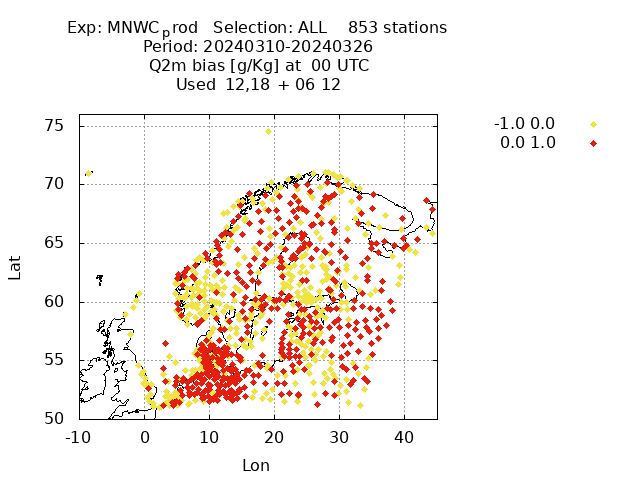 Exp: MNWCprod   Selection: ALL    853 stations
Period: 20240310-20240326
Q2m bias [g/Kg] at  00 UTC
Used  12,18 + 06 12
-1.0 0.0
0.0 1.0
75
70
65
60
55
50
Lat
-10 0 10 20 30 40
Lon